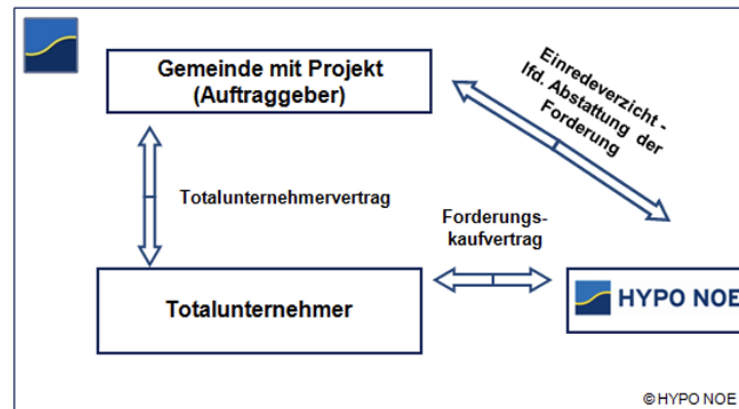 Gemeinde mit Projekt
(Auftraggeber)
Einredeverzicht -
lfd. Abstattung der
Forderung
Totalunternehmervertrag
Forderungs-
kaufvertrag
Totalunternehmer
HYPO NOE
© HYPO NOE